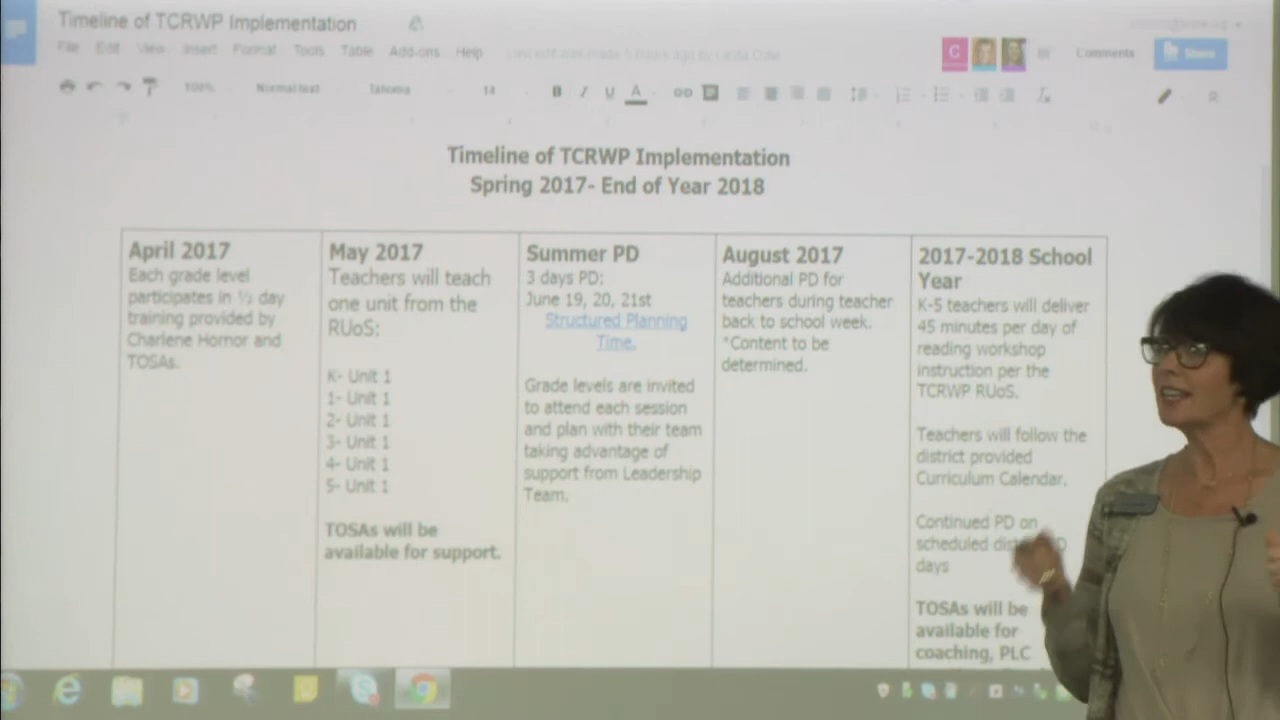 Timeline of TCRWP Implementation
File Edit View Insert Format Tools Table Add-ons Help
C
Comments
Share
100% Normal text Tahoma 14 B I U A
Timeline of TCRWP Implementation
Spring 2017- End of Year 2018
April 2017
Each grade level
participates in ½ day
training provided by
Charlene Hornor and
TOSAs.
May 2017
Teachers will teach
one unit from the
RUoS:
K- Unit 1
1- Unit 1
2- Unit 1
3- Unit 1
4- Unit 1
5- Unit 1
TOSAs will be
available for support.
Summer PD
3 days PD:
June 19, 20, 21st
Structured Planning
Time.
Grade levels are invited
to attend each session
and plan with their team
taking advantage of
support from Leadership
Team.
August 2017
Additional PD for
teachers during teacher
back to school week.
*Content to be
determined.
2017-2018 School
Year
K-5 teachers will deliver
45 minutes per day of
reading workshop
instruction per the
TCRWP RUoS.
Teachers will follow the
district provided
Curriculum Calendar.
Continued PD on
scheduled
days
TOSAs will be
available for
coaching, PLC